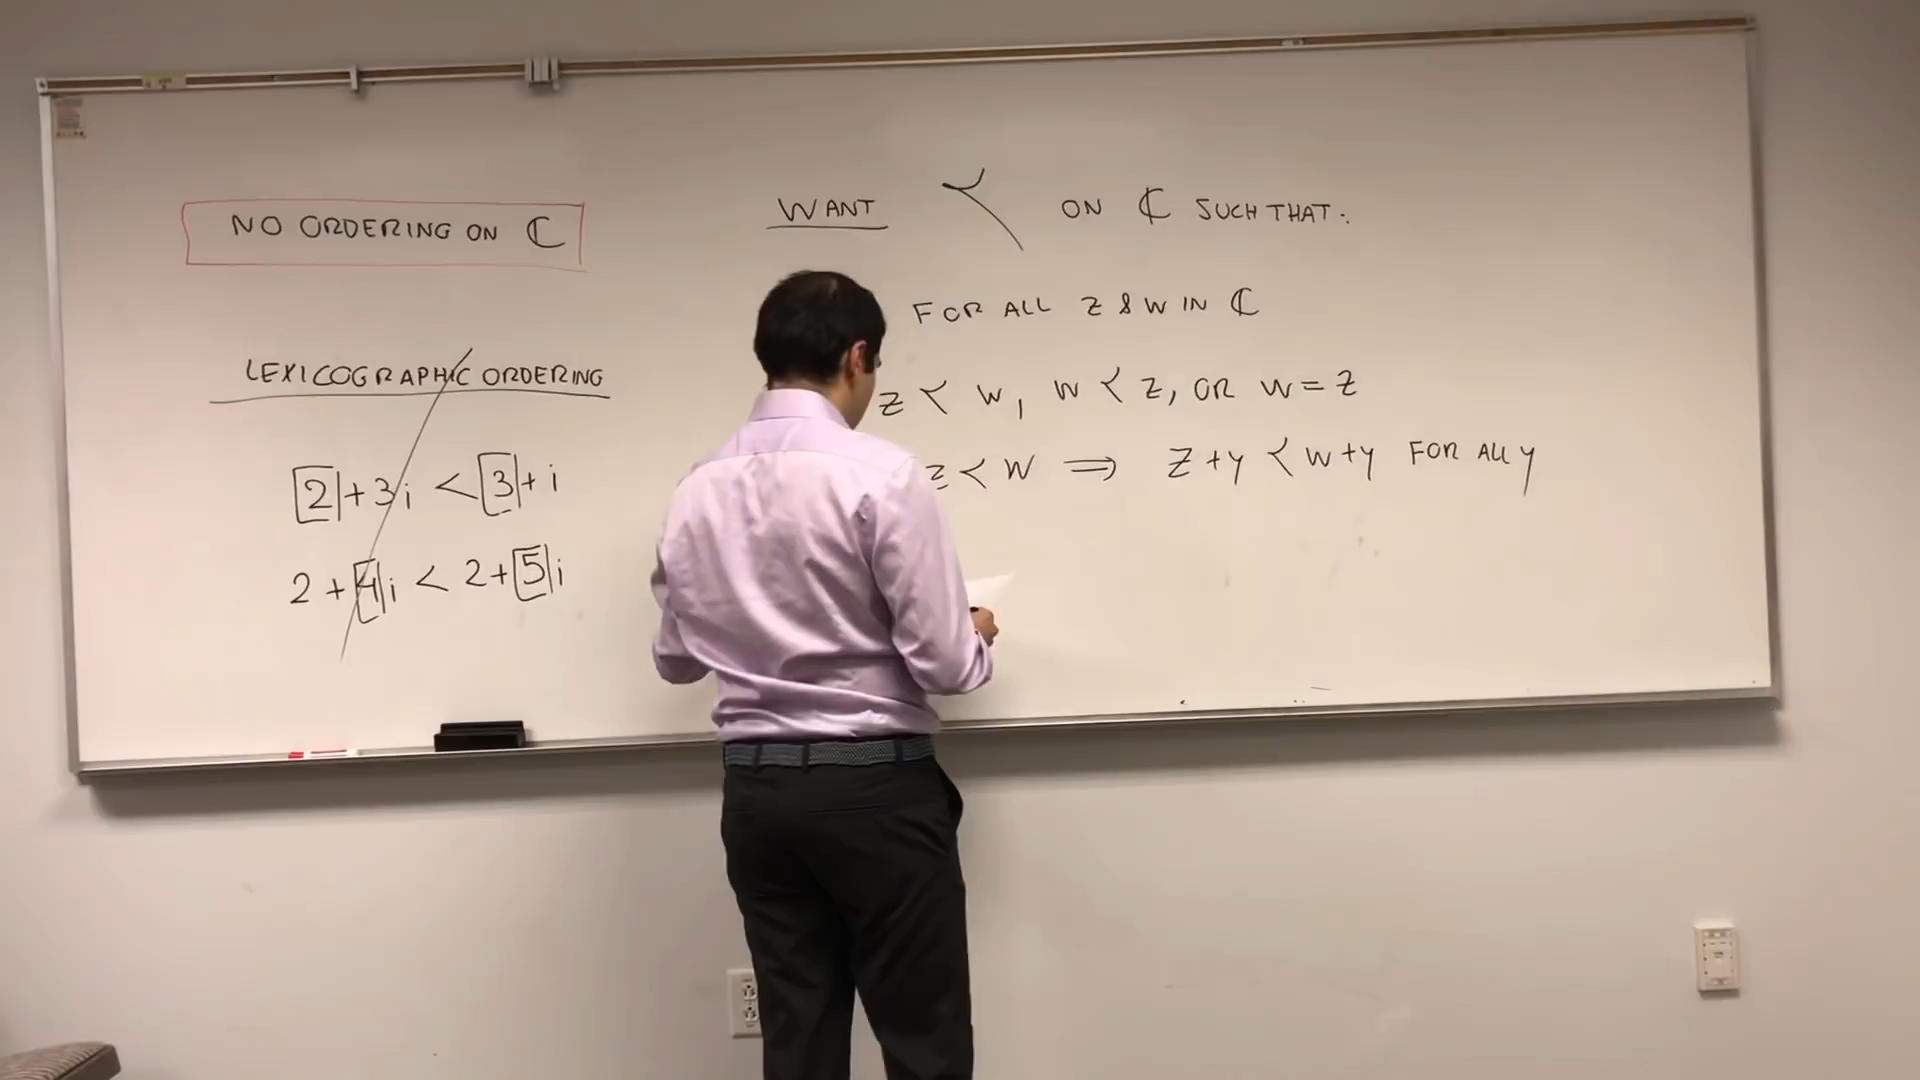 NO ORDERING ON ℂ
LEXICOGRAPHIC ORDERING
2+3i < 3+i
2+4i < 2+5i
WANT ≺ ON ℂ SUCH THAT:
FOR ALL Z & W IN ℂ
Z ≺ W, W ≺ Z, OR W = Z
Z ≺ W ⟹ Z+y ≺ W+y FOR ALL y